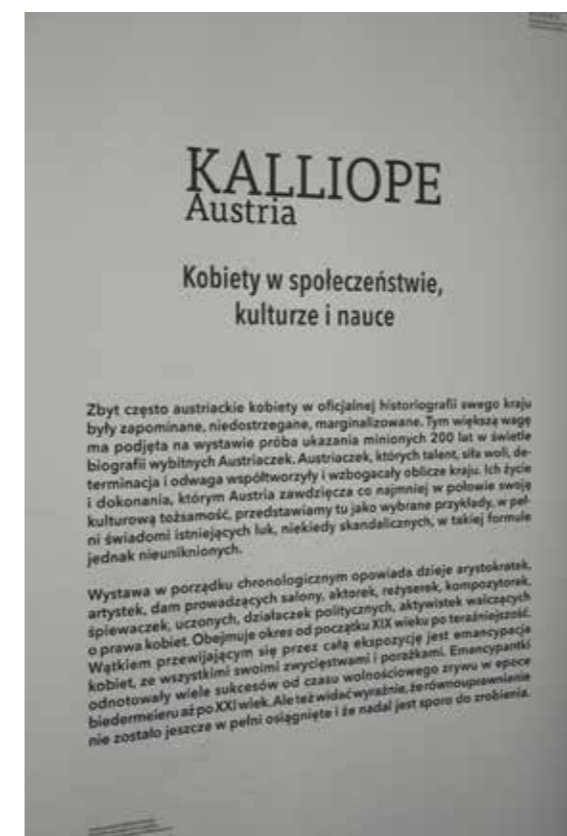 KALLIOPE
Austria
Kobiety w społeczeństwie,
kulturze i nauce
Zbyt często austriackie kobiety w oficjalnej historiografii swego kraju
były zapominane, niedostrzegane, marginalizowane. Tym większą wagę
ma podjęta na wystawie próba ukazania minionych 200 lat w świetle
biografii wybitnych Austriaczek. Austriaczek, których talent, siła woli, de-
terminacja i odwaga współtworzyły i wzbogacały oblicze kraju. Ich życie
i dokonania, którym Austria zawdzięcza co najmniej w połowie swoją
kulturową tożsamość, przedstawiamy tu jako wybrane przykłady, w peł-
ni świadomi istniejących luk, niekiedy skandalicznych, w takiej formule
jednak nieuniknionych.
Wystawa w porządku chronologicznym opowiada dzieje arystokratek,
artystek, dam prowadzących salony, aktorek, reżyserek, kompozytorek,
śpiewaczek, uczonych, działaczek politycznych, aktywistek walczących
o prawa kobiet. Obejmuje okres od początku XIX wieku po teraźniejszość.
Wątkiem przewijającym się przez całą ekspozycję jest emancypacja
kobiet, ze wszystkimi swoimi zwycięstwami i porażkami. Emancypantki
odnotowały wiele sukcesów od czasu wolnościowego zrywu w epoce
biedermeieru aż po XXI wiek. Ale też widać wyraźnie, że równouprawnienie
nie zostało jeszcze w pełni osiągnięte i że nadal jest sporo do zrobienia.